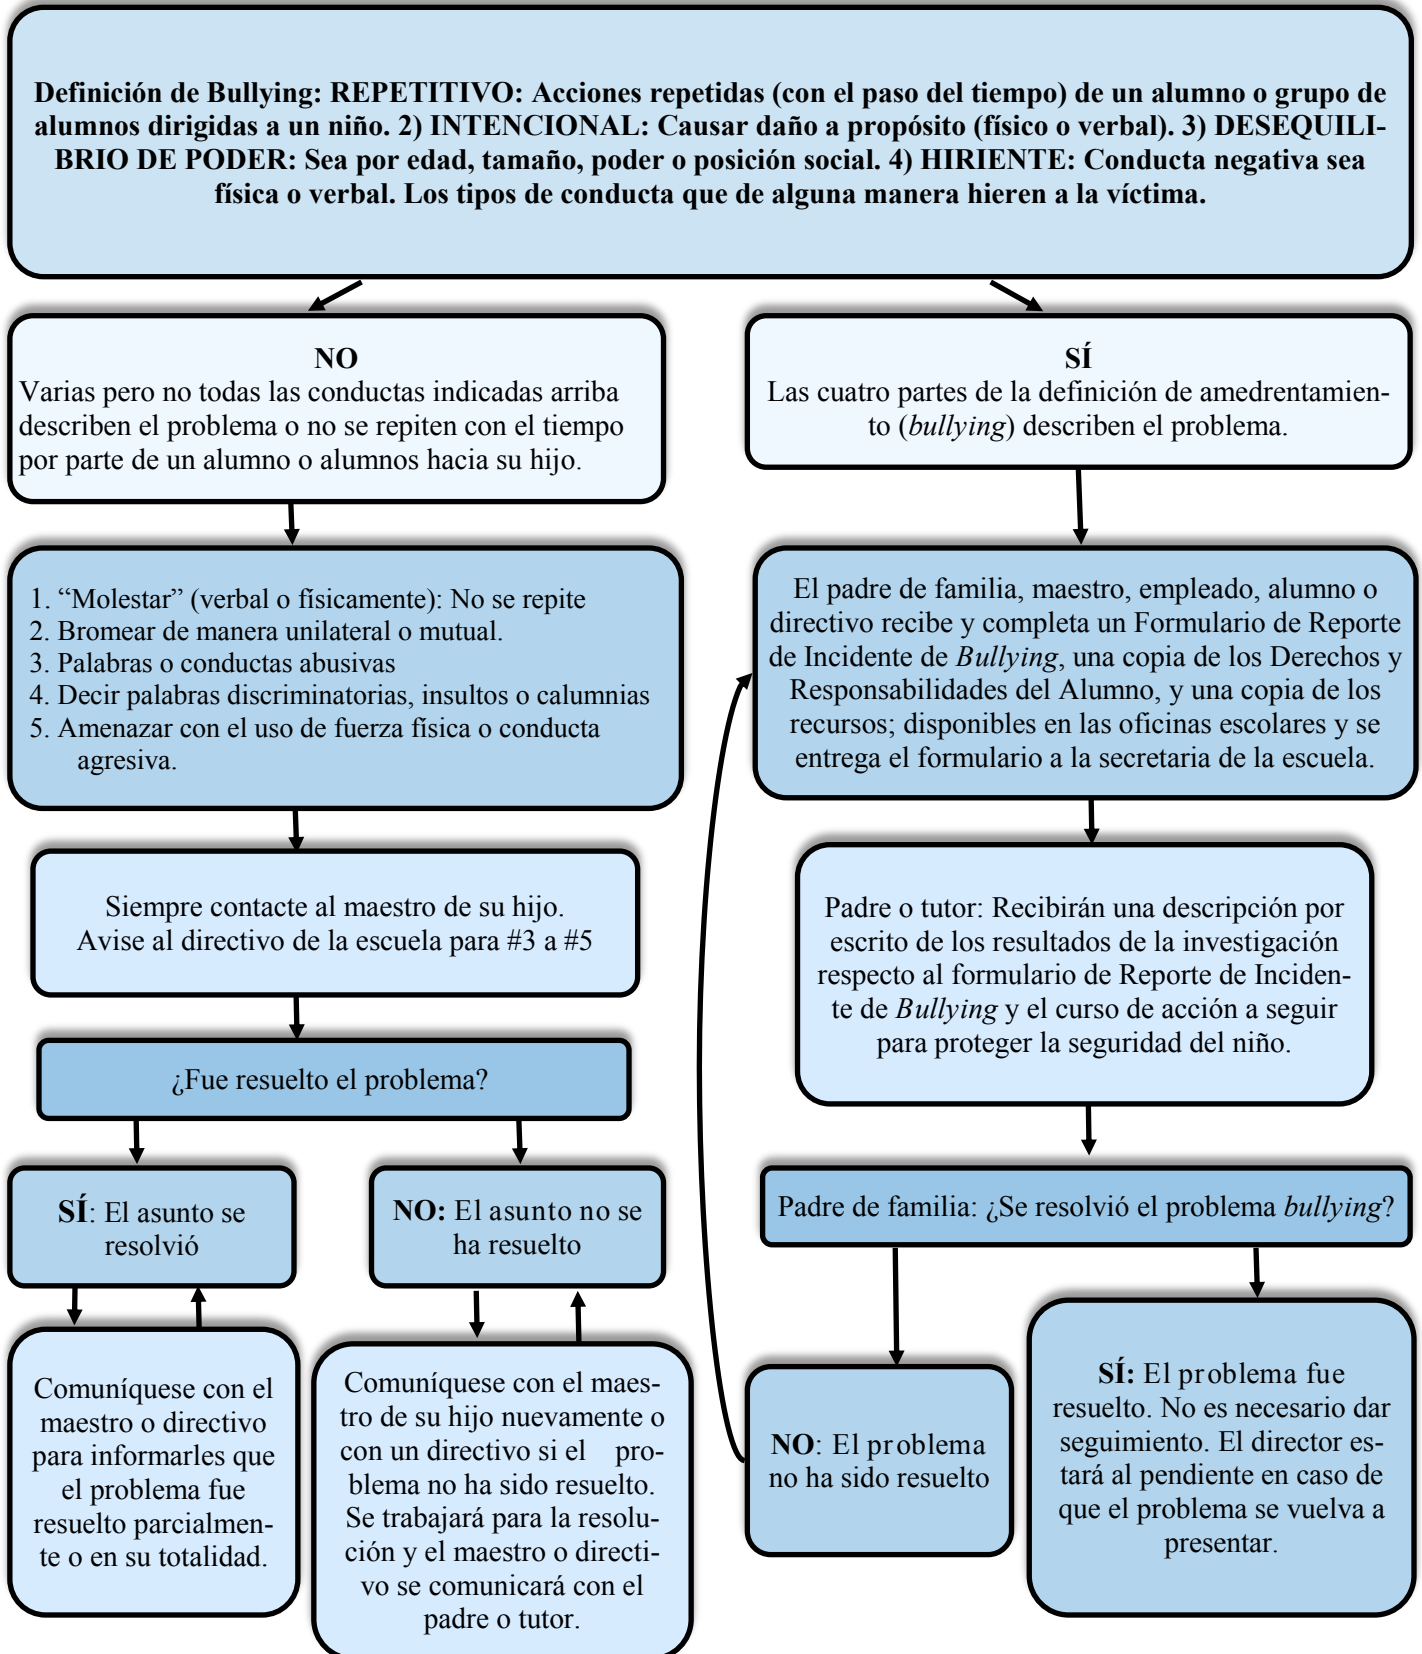 Definición de Bullying: REPETITIVO: Acciones repetidas (con el paso del tiempo) de un alumno o grupo de
alumnos dirigidas a un niño. 2) INTENCIONAL: Causar daño a propósito (físico o verbal). 3) DESEQUILI-
BRIO DE PODER: Sea por edad, tamaño, poder o posición social. 4) HIRIENTE: Conducta negativa sea
física o verbal. Los tipos de conducta que de alguna manera hieren a la víctima.
NO
Varias pero no todas las conductas indicadas arriba
describen el problema o no se repiten con el tiempo
por parte de un alumno o alumnos hacia su hijo.
1. “Molestar” (verbal o físicamente): No se repite
2. Bromear de manera unilateral o mutual.
3. Palabras o conductas abusivas
4. Decir palabras discriminatorias, insultos o calumnias
5. Amenazar con el uso de fuerza física o conducta
agresiva.
Siempre contacte al maestro de su hijo.
Avise al directivo de la escuela para #3 a #5
¿Fue resuelto el problema?
SÍ: El asunto se
resolvió
Comuníquese con el
maestro o directivo
para informarles que
el problema fue
resuelto parcialmen-
te o en su totalidad.
NO: El asunto no se
ha resuelto
Comuníquese con el maes-
tro de su hijo nuevamente o
con un directivo si el pro-
blema no ha sido resuelto.
Se trabajará para la resolu-
ción y el maestro o directi-
vo se comunicará con el
padre o tutor.
SÍ
Las cuatro partes de la definición de amedrentamien-
to (bullying) describen el problema.
El padre de familia, maestro, empleado, alumno o
directivo recibe y completa un Formulario de Reporte
de Incidente de Bullying, una copia de los Derechos y
Responsabilidades del Alumno, y una copia de los
recursos; disponibles en las oficinas escolares y se
entrega el formulario a la secretaria de la escuela.
Padre o tutor: Recibirán una descripción por
escrito de los resultados de la investigación
respecto al formulario de Reporte de Inciden-
te de Bullying y el curso de acción a seguir
para proteger la seguridad del niño.
Padre de familia: ¿Se resolvió el problema bullying?
NO: El problema
no ha sido resuelto
SÍ: El problema fue
resuelto. No es necesario dar
seguimiento. El director es-
tará al pendiente en caso de
que el problema se vuelva a
presentar.